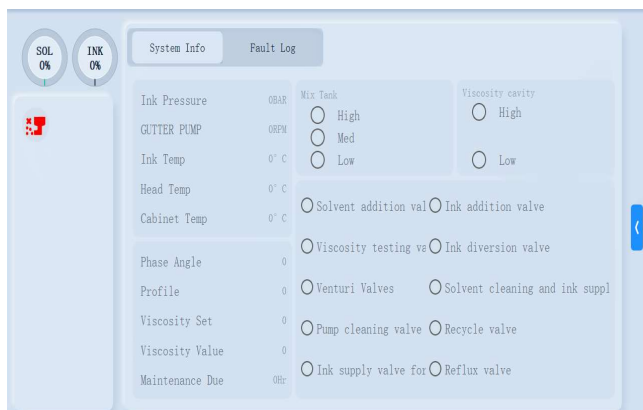 SOL
0%
INK
0%
System Info
Fault Log
Ink Pressure 0BAR
GUTTER PUMP 0RPM
Ink Temp 0° C
Head Temp 0° C
Cabinet Temp 0° C
Phase Angle 0
Profile 0
Viscosity Set 0
Viscosity Value 0
Maintenance Due 0Hr
Mix Tank
High
Med
Low
Viscosity cavity
High
Low
Solvent addition val
Ink addition valve
Viscosity testing va
Ink diversion valve
Venturi Valves
Solvent cleaning and ink suppl
Pump cleaning valve
Recycle valve
Ink supply valve for
Reflux valve